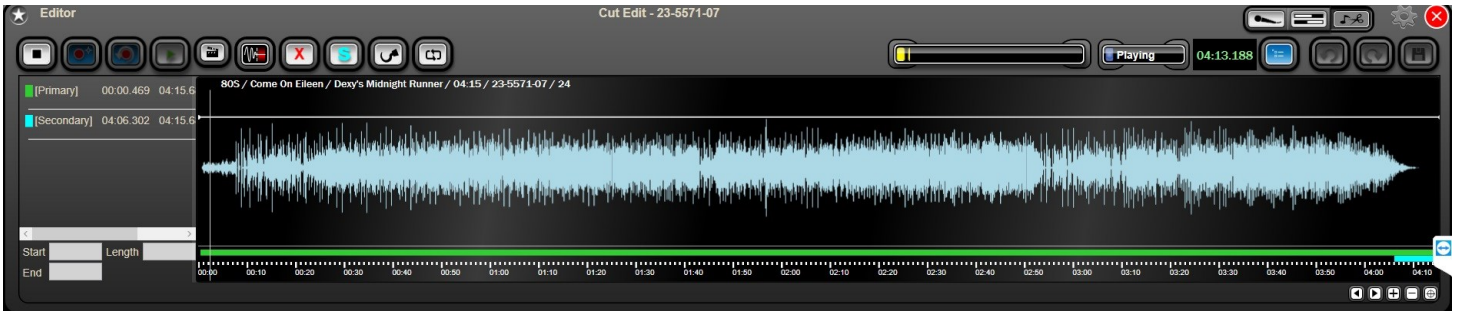 Editor
Cut Edit - 23-5571-07
X
S
Playing
04:13.188
[Primary] 00:00.469 04:15.6
[Secondary] 04:06.302 04:15.6
80S / Come On Eileen / Dexy's Midnight Runner / 04:15 / 23-5571-07 / 24
Start Length
End
00:00 00:10 00:20 00:30 00:40 00:50 01:00 01:10 01:20 01:30 01:40 01:50 02:00 02:10 02:20 02:30 02:40 02:50 03:00 03:10 03:20 03:30 03:40 03:50 04:00 04:10